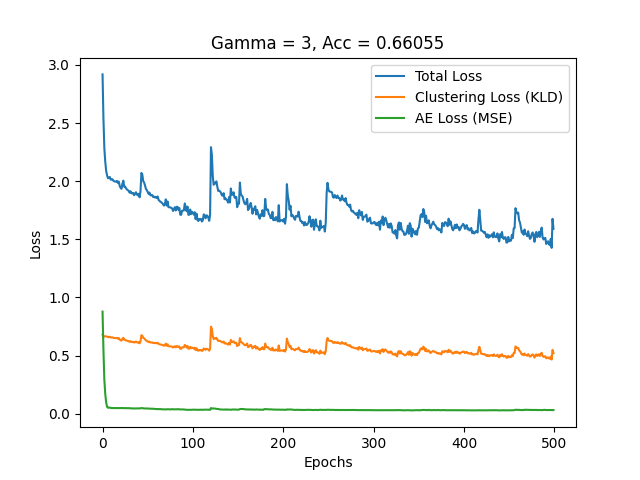 Gamma = 3, Acc = 0.66055
Total Loss
Clustering Loss (KLD)
AE Loss (MSE)
3.0
2.5
2.0
1.5
1.0
0.5
0.0
Loss
0 100 200 300 400 500
Epochs